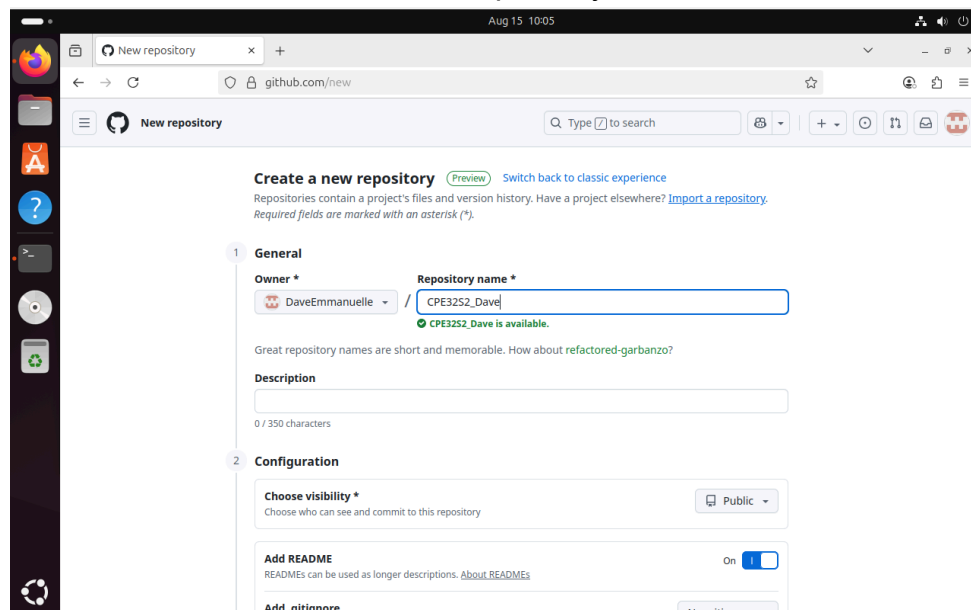 Aug 15 10:05
New repository
github.com/new
New repository
Type / to search
Create a new repository Preview Switch back to classic experience
Repositories contain a project's files and version history. Have a project elsewhere? Import a repository.
Required fields are marked with an asterisk (*).
1 General
Owner * Repository name *
DaveEmmanuelle / CPE32S2_Dave
CPE32S2_Dave is available.
Great repository names are short and memorable. How about refactored-garbanzo?
Description
0 / 350 characters
2 Configuration
Choose visibility *
Public
Choose who can see and commit to this repository
Add README
On
READMEs can be used as longer descriptions. About READMEs
Add .gitignore